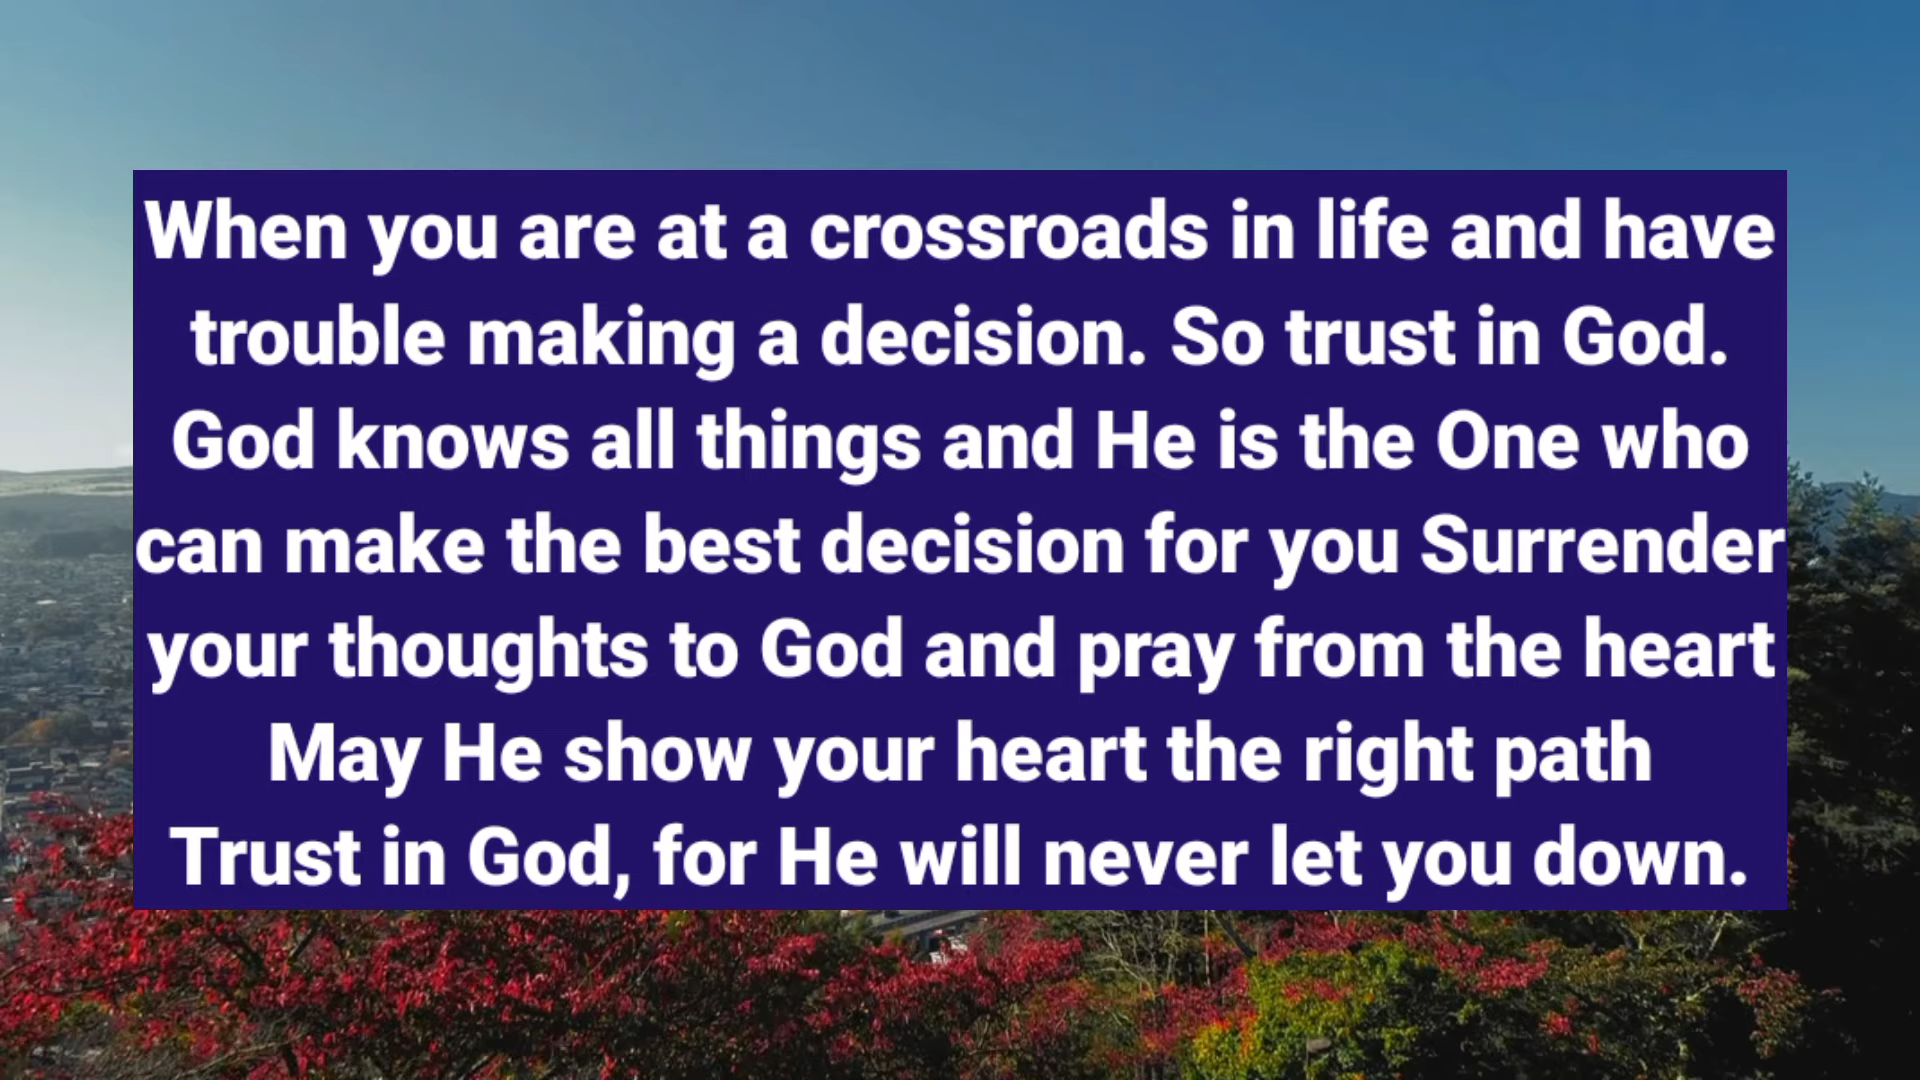 When you are at a crossroads in life and have
trouble making a decision. So trust in God.
God knows all things and He is the One who
can make the best decision for you Surrender
your thoughts to God and pray from the heart
May He show your heart the right path
Trust in God, for He will never let you down.